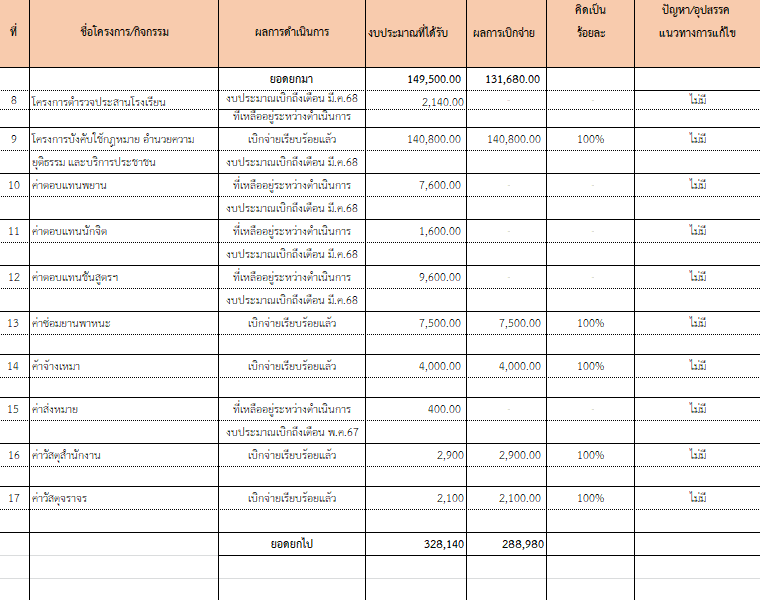 ที่ ชื่อโครงการ/กิจกรรม ผลการดำเนินการ งบประมาณที่ได้รับ ผลการเบิกจ่าย คิดเป็น ร้อยละ ปัญหา/อุปสรรค แนวทางการแก้ไข
ยอดยกมา 149,500.00 131,680.00
8 โครงการตำรวจประสานโรงเรียน งบประมาณเบิกถึงเดือน มี.ค.68 2,140.00 - - ไม่มี
ที่เหลืออยู่ระหว่างดำเนินการ
9 โครงการบังคับใช้กฎหมาย อำนวยความ เบิกจ่ายเรียบร้อยแล้ว 140,800.00 140,800.00 100% ไม่มี
ยุติธรรม และบริการประชาชน งบประมาณเบิกถึงเดือน มี.ค.68
10 ค่าตอบแทนพยาน ที่เหลืออยู่ระหว่างดำเนินการ 7,600.00 - - ไม่มี
งบประมาณเบิกถึงเดือน มี.ค.68
11 ค่าตอบแทนนักจิต ที่เหลืออยู่ระหว่างดำเนินการ 1,600.00 - - ไม่มี
งบประมาณเบิกถึงเดือน มี.ค.68
12 ค่าตอบแทนชันสูตรฯ ที่เหลืออยู่ระหว่างดำเนินการ 9,600.00 - - ไม่มี
งบประมาณเบิกถึงเดือน มี.ค.68
13 ค่าซ่อมยานพาหนะ เบิกจ่ายเรียบร้อยแล้ว 7,500.00 7,500.00 100% ไม่มี
14 ค้าจ้างเหมา เบิกจ่ายเรียบร้อยแล้ว 4,000.00 4,000.00 100% ไม่มี
15 ค่าส่งหมาย ที่เหลืออยู่ระหว่างดำเนินการ 400.00 - - ไม่มี
งบประมาณเบิกถึงเดือน พ.ค.67
16 ค่าวัสดุสำนักงาน เบิกจ่ายเรียบร้อยแล้ว 2,900 2,900.00 100% ไม่มี
17 ค่าวัสดุจราจร เบิกจ่ายเรียบร้อยแล้ว 2,100 2,100.00 100% ไม่มี
ยอดยกไป 328,140 288,980